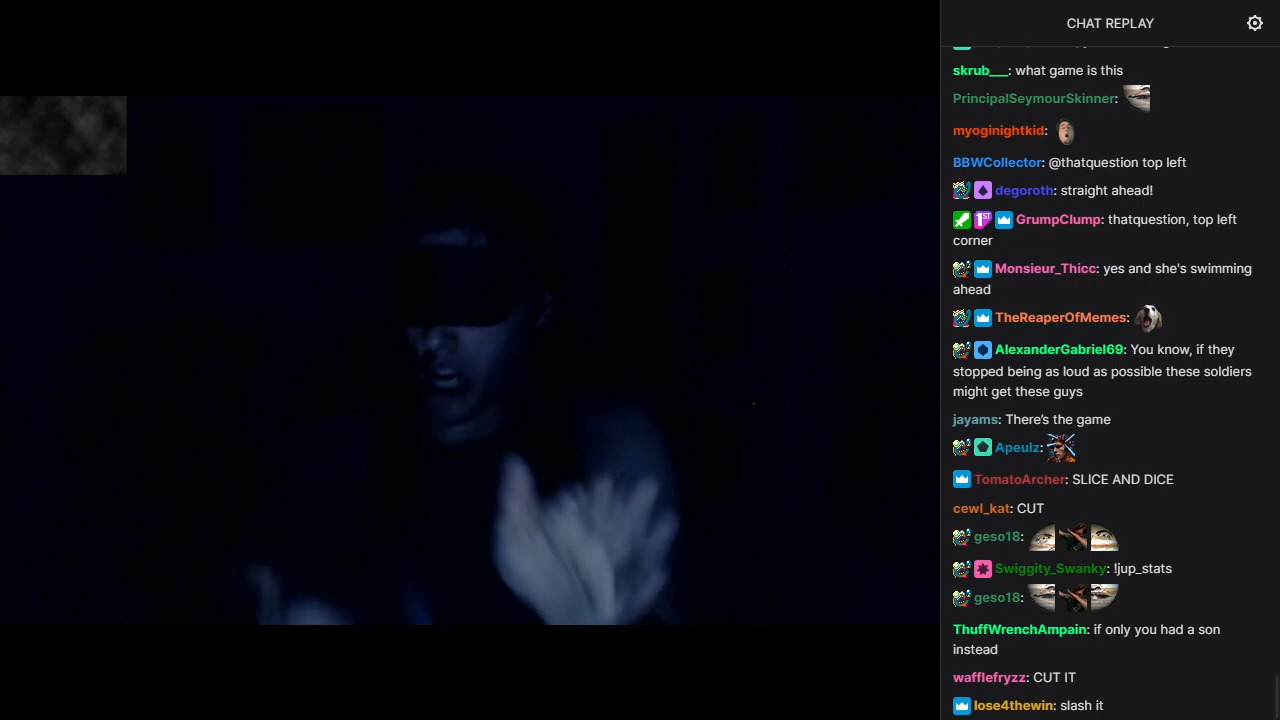 CHAT REPLAY
skrub___: what game is this
PrincipalSeymourSkinner:
myoginightkid:
BBWCollector: @thatquestion top left
degoroth: straight ahead!
1ST GrumpClump: thatquestion, top left
corner
Monsieur_Thicc: yes and she's swimming
ahead
TheReaperOfMemes:
AlexanderGabriel69: You know, if they
stopped being as loud as possible these soldiers
might get these guys
jayams: There's the game
Apeulz:
TomatoArcher: SLICE AND DICE
cewl_kat: CUT
geso18:
Swiggity_Swanky: !jup_stats
geso18:
ThuffWrenchAmpain: if only you had a son
instead
wafflefryzz: CUT IT
lose4thewin: slash it